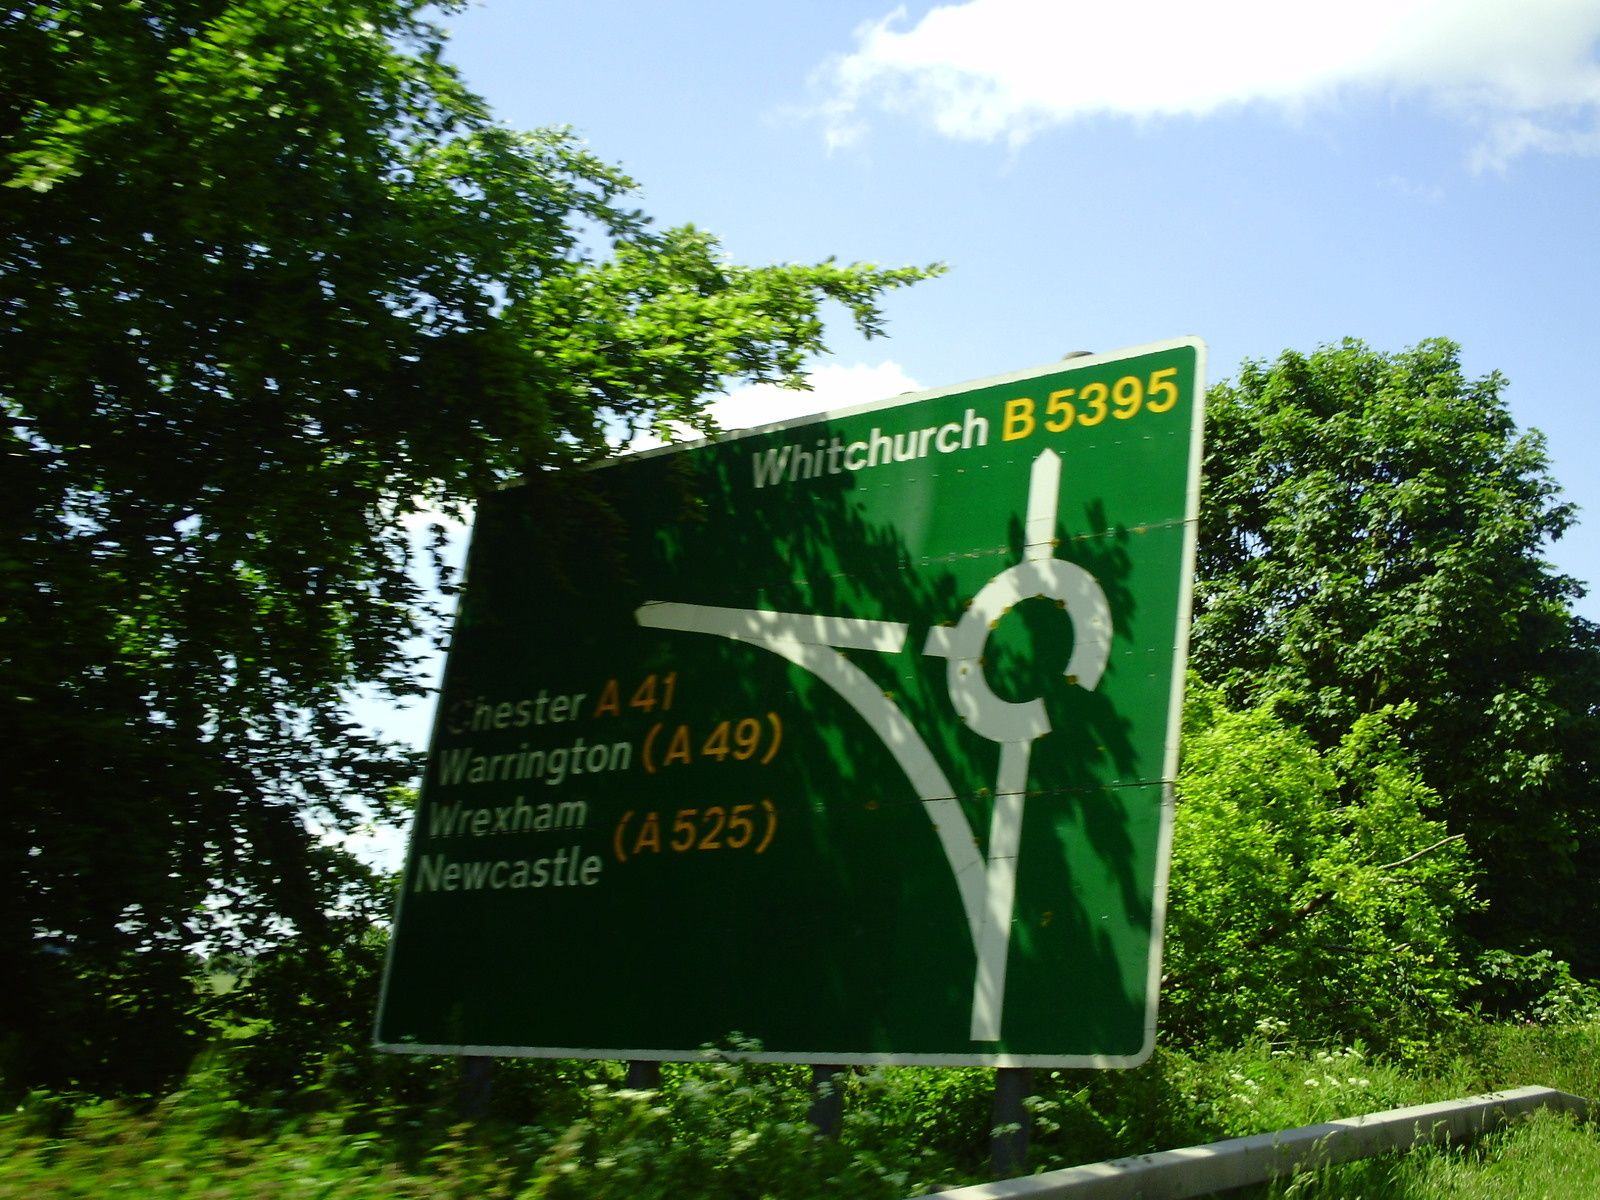 Whitchurch B 5395
Chester A 41
Warrington (A 49)
Wrexham
(A 525)
Newcastle